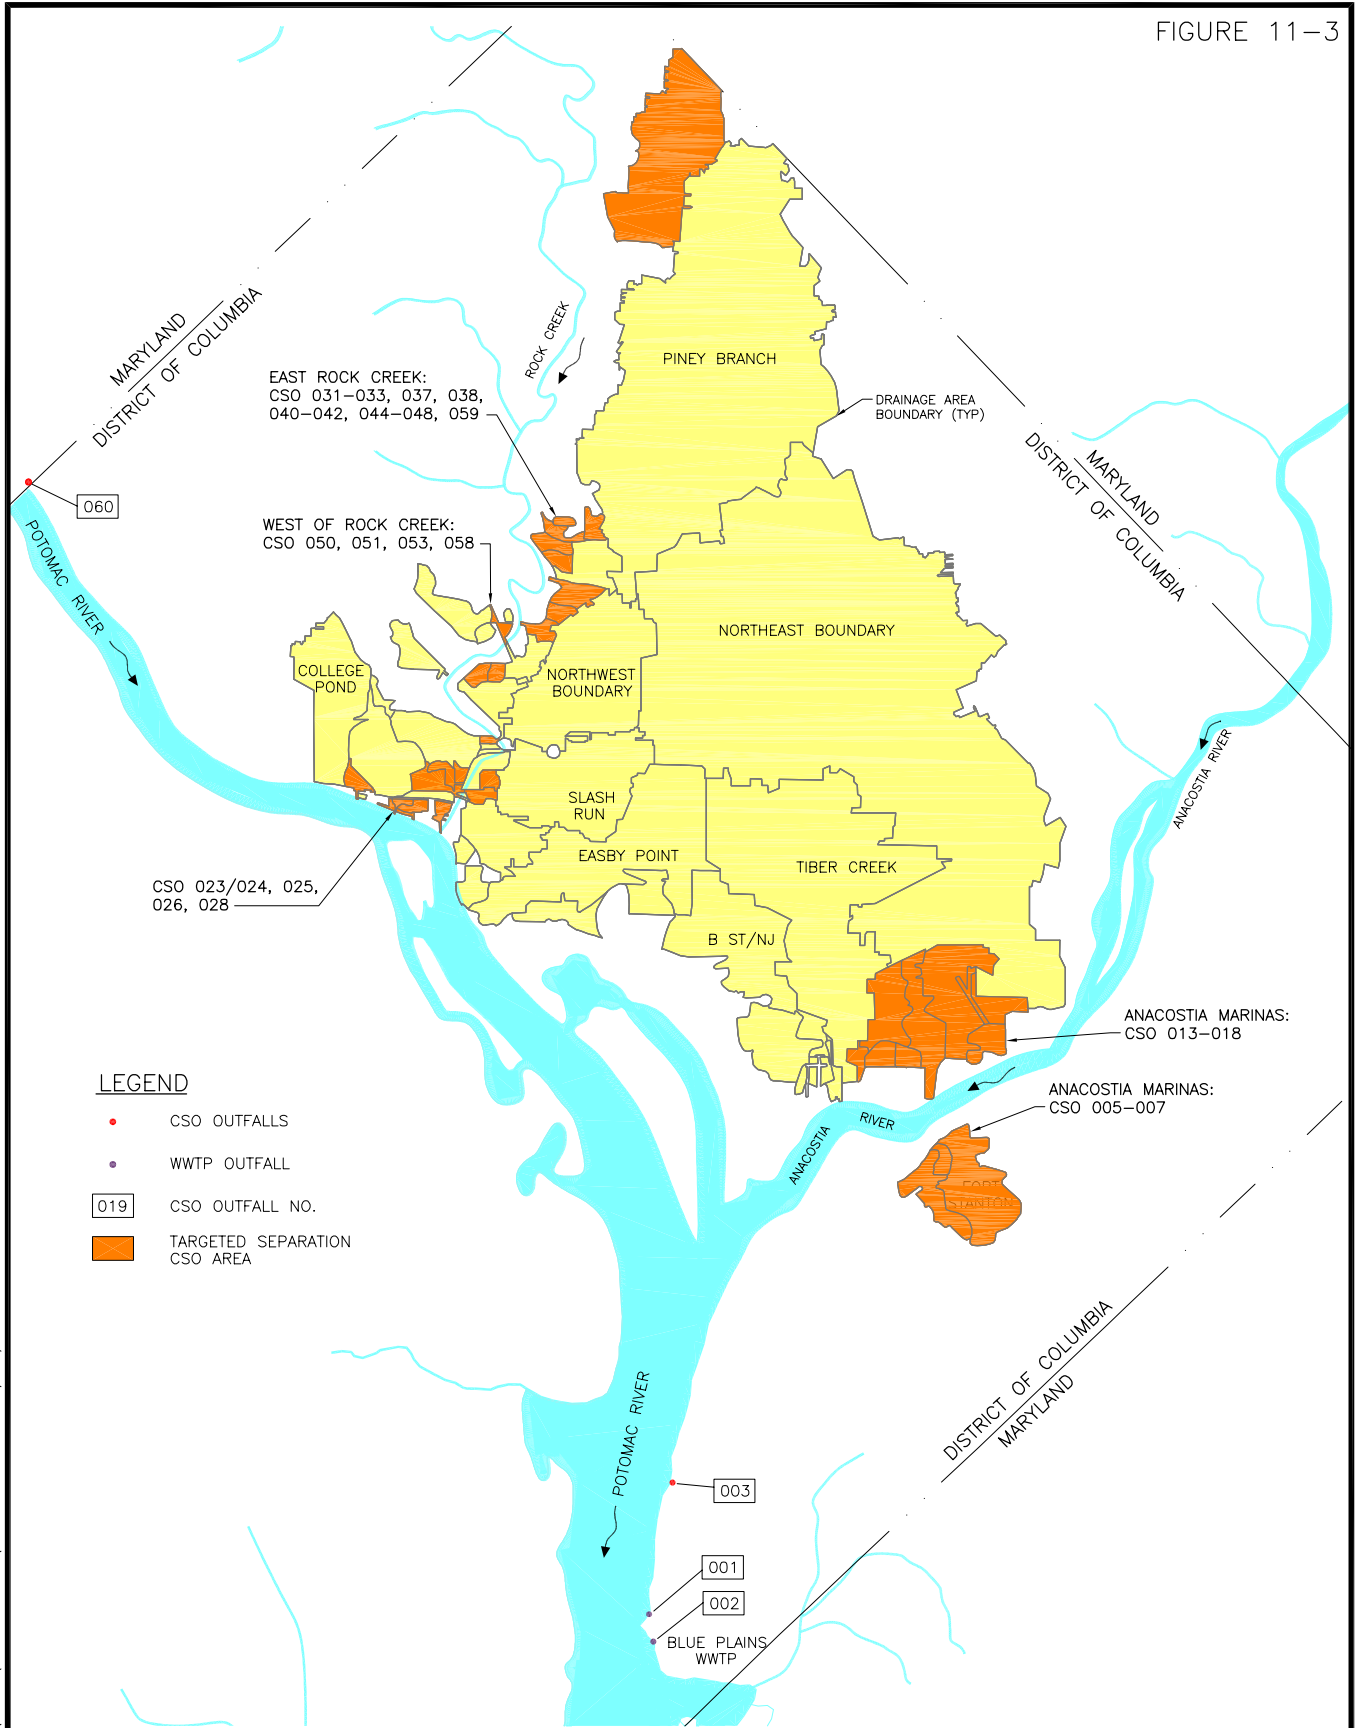 FIGURE 11-3
MARYLAND
DISTRICT OF COLUMBIA
ROCK CREEK
PINEY BRANCH
EAST ROCK CREEK:
CSO 031-033, 037, 038,
040-042, 044-048, 059
DRAINAGE AREA
BOUNDARY (TYP)
MARYLAND
DISTRICT OF COLUMBIA
060
WEST OF ROCK CREEK:
CSO 050, 051, 053, 058
POTOMAC RIVER
NORTHEAST BOUNDARY
COLLEGE
POND
NORTHWEST
BOUNDARY
ANACOSTIA RIVER
SLASH
RUN
EASBY POINT
TIBER CREEK
CSO 023/024, 025,
026, 028
B ST/NJ
ANACOSTIA MARINAS:
CSO 013-018
ANACOSTIA MARINAS:
CSO 005-007
ANACOSTIA RIVER
FORT
STANTON
LEGEND
CSO OUTFALLS
WWTP OUTFALL
019 CSO OUTFALL NO.
TARGETED SEPARATION
CSO AREA
DISTRICT OF COLUMBIA
MARYLAND
POTOMAC RIVER
003
001
002
BLUE PLAINS
WWTP